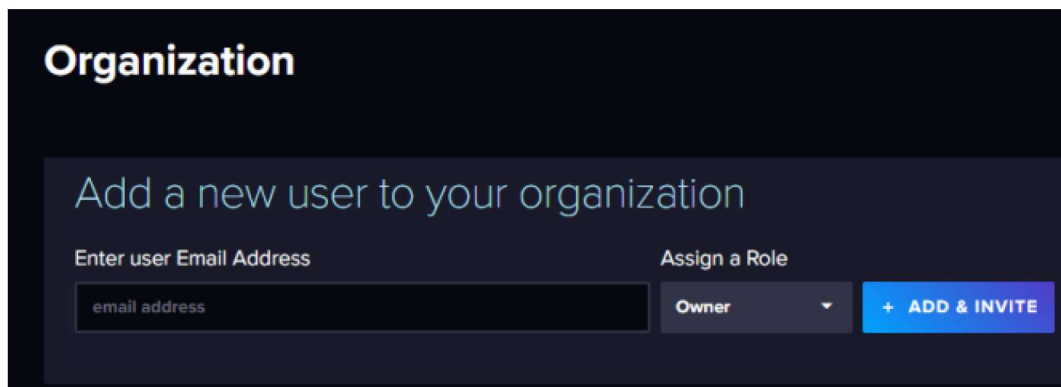 Organization
Add a new user to your organization
Enter user Email Address
Assign a Role
email address
Owner
+ ADD & INVITE